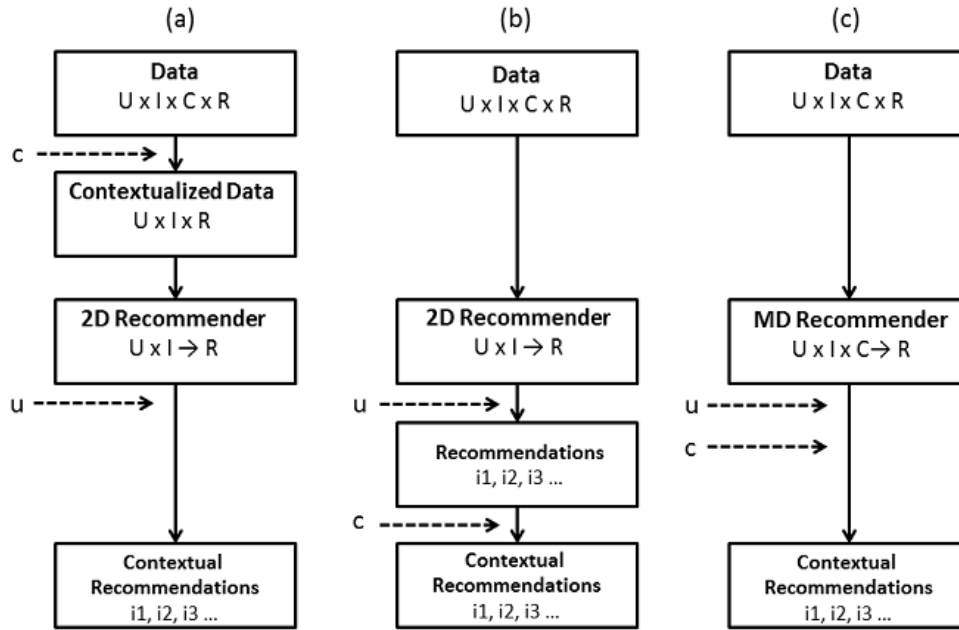 (a)
Data
U x I x C x R
c
Contextualized Data
U x I x R
2D Recommender
U x I → R
u
Contextual
Recommendations
i1, i2, i3 ...
(b)
Data
U x I x C x R
2D Recommender
U x I → R
u
Recommendations
i1, i2, i3 ...
c
Contextual
Recommendations
i1, i2, i3 ...
(c)
Data
U x I x C x R
MD Recommender
U x I x C→ R
u
c
Contextual
Recommendations
i1, i2, i3 ...